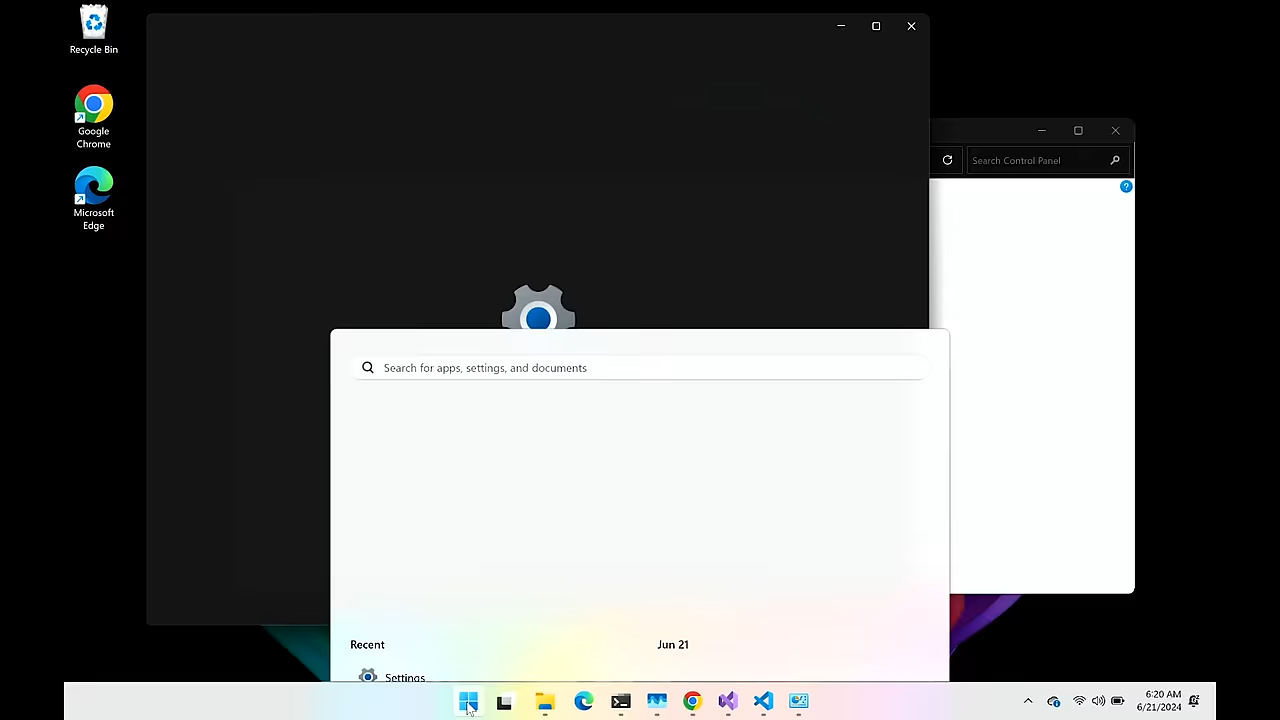 Recycle Bin
Google
Chrome
Microsoft
Edge
Search Control Panel
?
Search for apps, settings, and documents
Recent
Jun 21
Settings
6:20 AM
6/21/2024